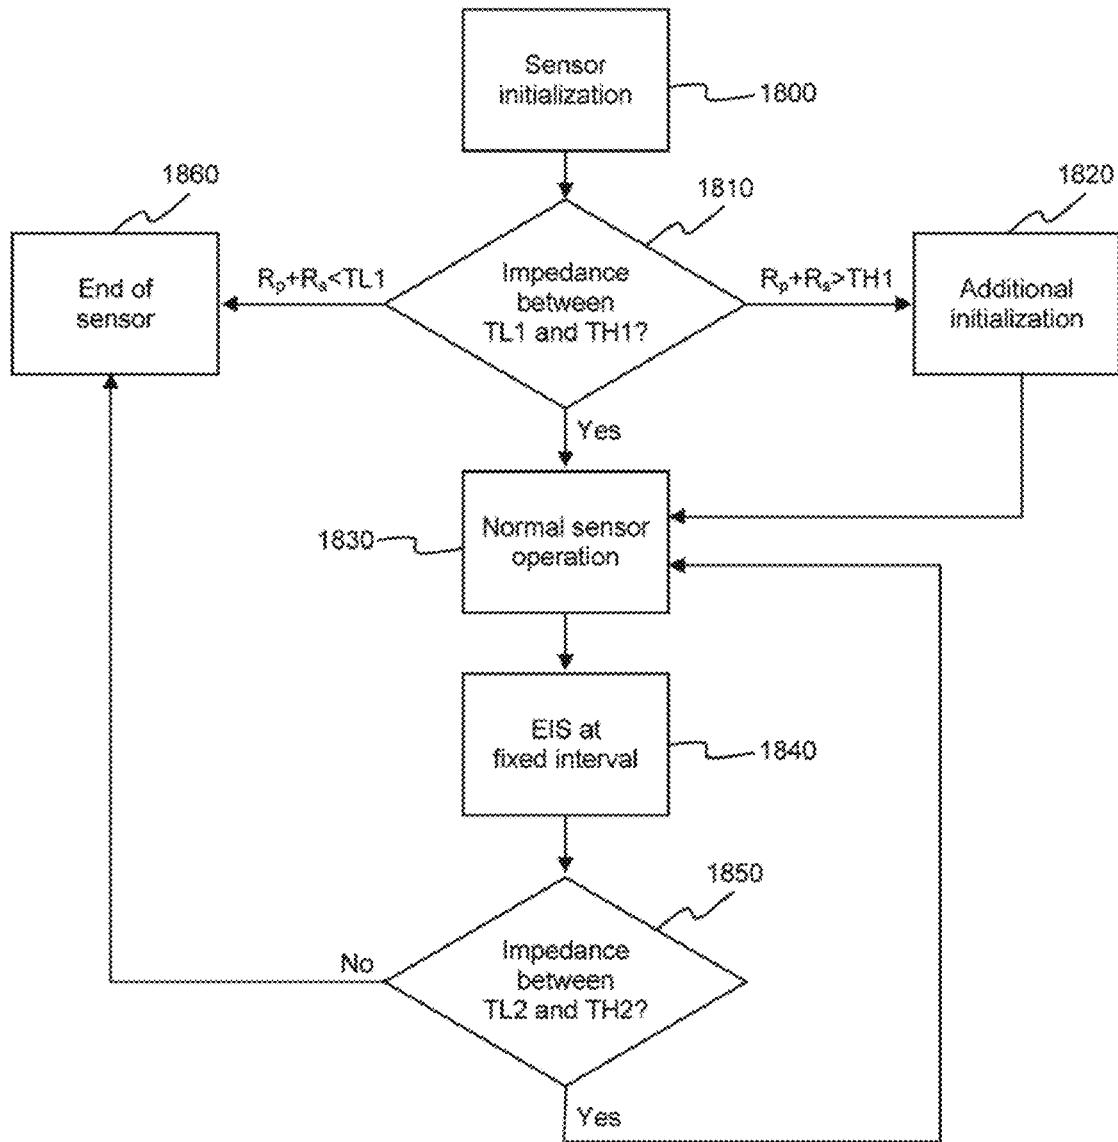 Sensor
initialization
1800
1860
1810
1820
End of
sensor
Rₚ+Rₛ<TL1
Impedance
between
TL1 and TH1?
Rₚ+Rₛ>TH1
Additional
initialization
Yes
1830
Normal sensor
operation
EIS at
fixed interval
1840
1850
No
Impedance
between
TL2 and TH2?
Yes